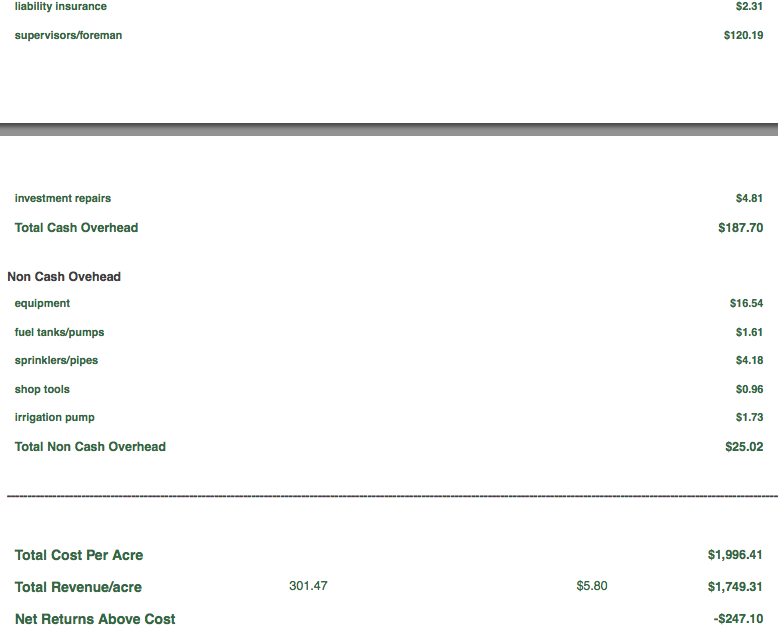 liability insurance $2.31
supervisors/foreman $120.19
investment repairs $4.81
Total Cash Overhead $187.70
Non Cash Ovehead
equipment $16.54
fuel tanks/pumps $1.61
sprinklers/pipes $4.18
shop tools $0.96
irrigation pump $1.73
Total Non Cash Overhead $25.02
Total Cost Per Acre $1,996.41
Total Revenue/acre 301.47 $5.80 $1,749.31
Net Returns Above Cost -$247.10